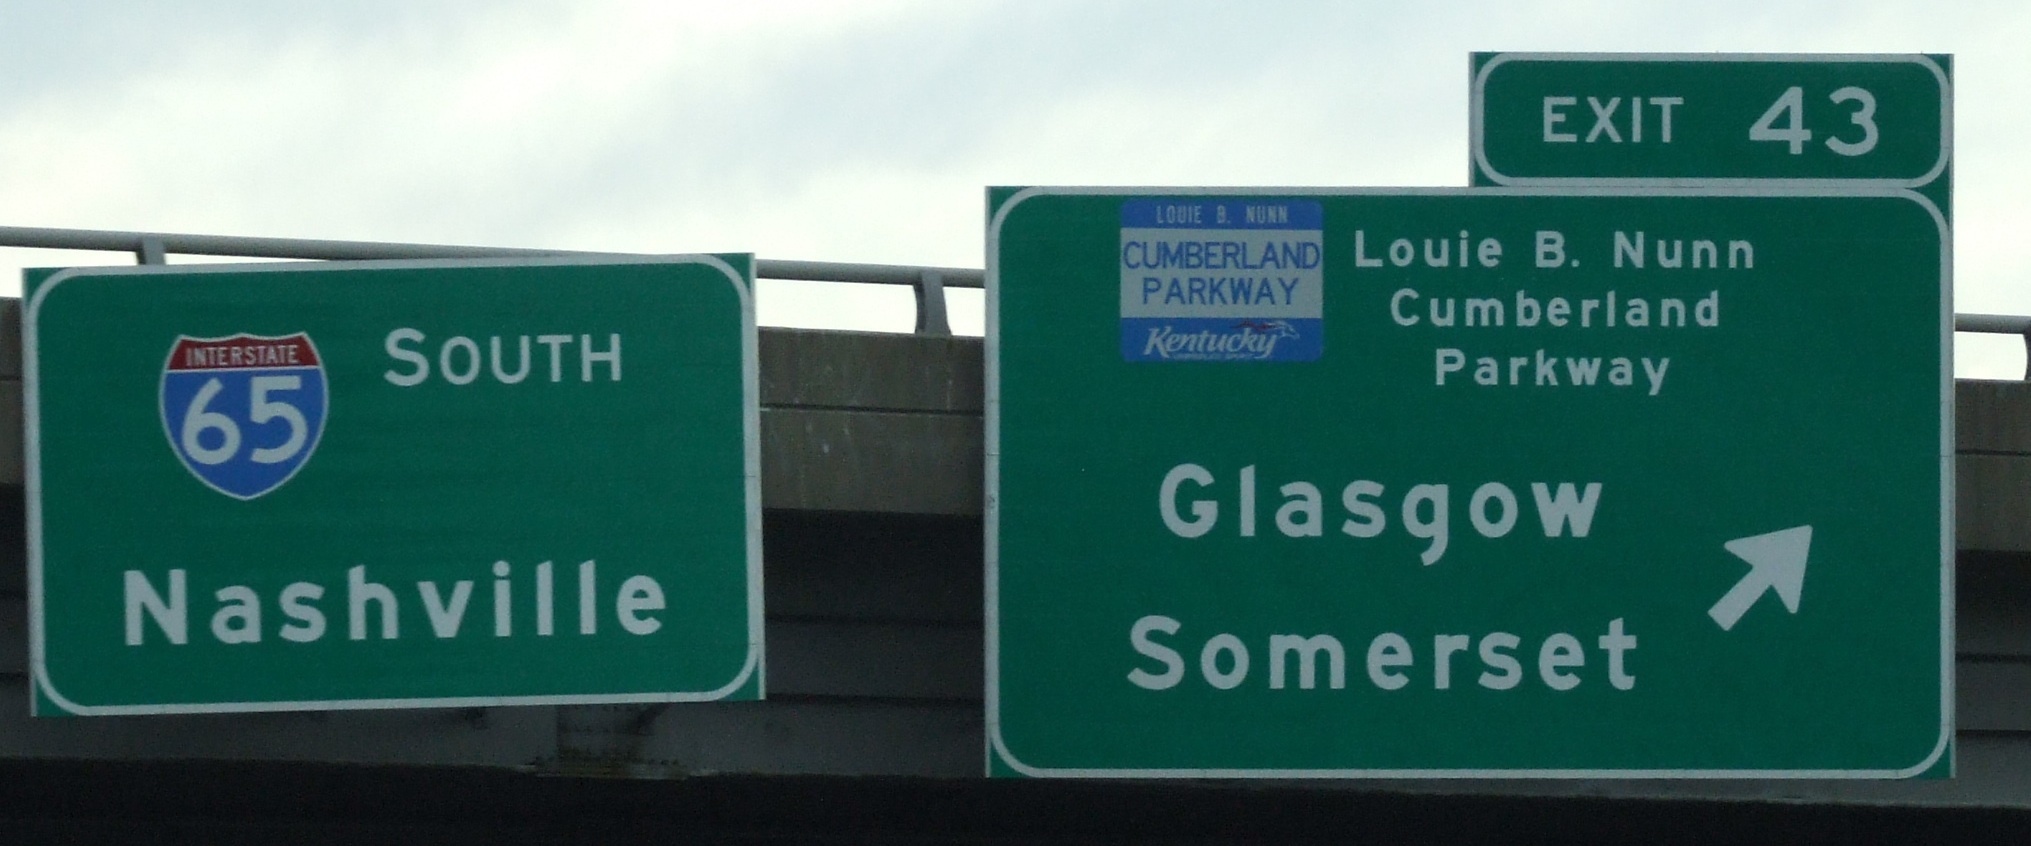 INTERSTATE
65
SOUTH
Nashville
EXIT 43
LOUIE B. NUNN
CUMBERLAND
PARKWAY
Kentucky
Louie B. Nunn
Cumberland
Parkway
Glasgow
Somerset